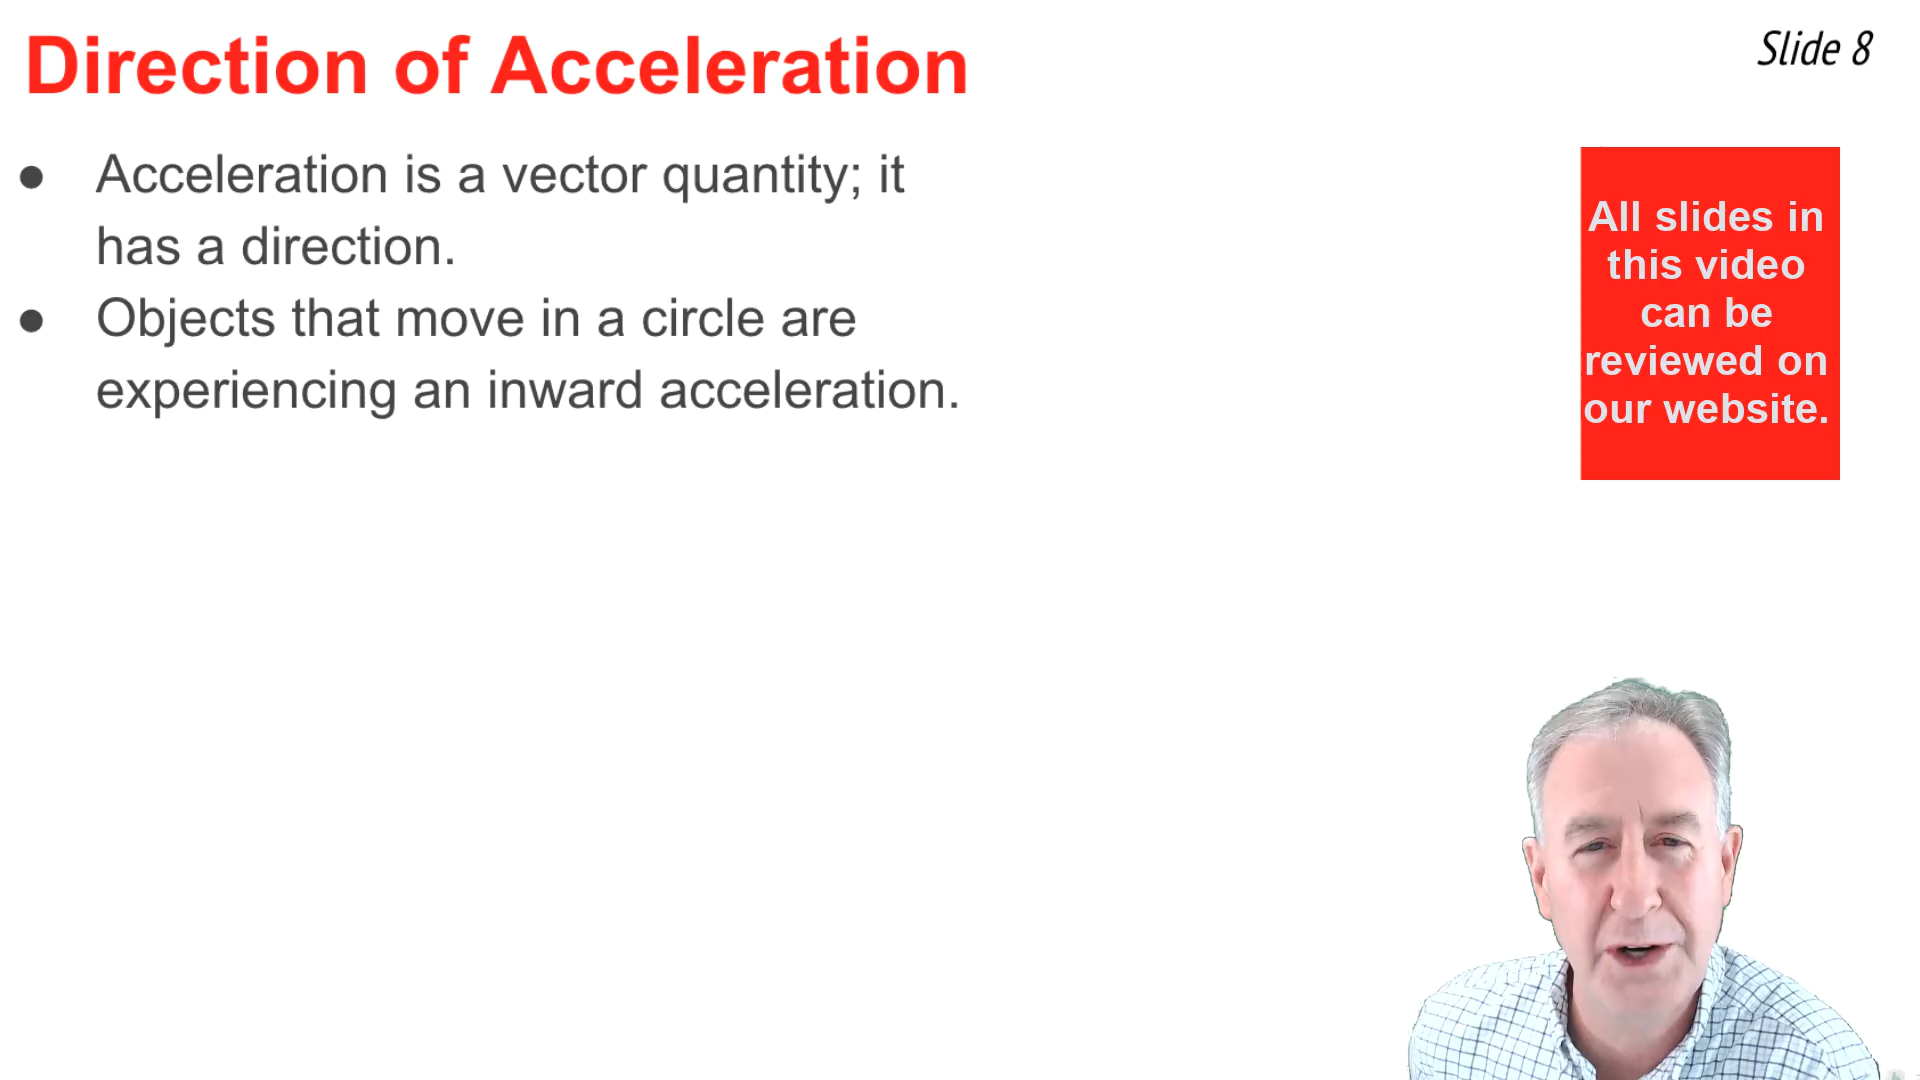 Direction of Acceleration
Slide 8
● Acceleration is a vector quantity; it
has a direction.
● Objects that move in a circle are
experiencing an inward acceleration.
All slides in
this video
can be
reviewed on
our website.